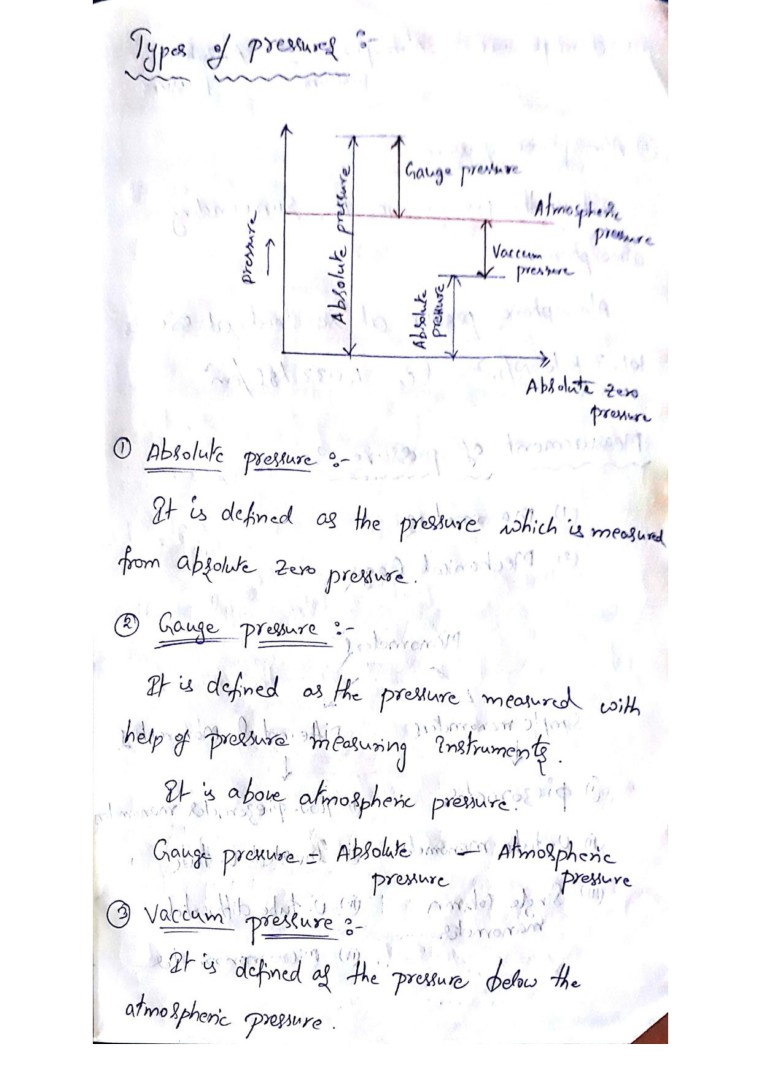 Types of pressures :-
Gauge pressure
Atmospheric
pressure
pressure
Absolute pressure
Vaccum
pressure
Absolute
pressure
Absolute zero
pressure
① Absolute pressure :-
It is defined as the pressure which is measured
from absolute zero pressure.
② Gauge pressure :-
It is defined as the pressure measured with
help of pressure measuring Instruments.
It is above atmospheric pressure.
Gauge pressure = Absolute - Atmospheric
pressure pressure
③ Vaccum pressure :-
It is defined as the pressure below the
atmospheric pressure.